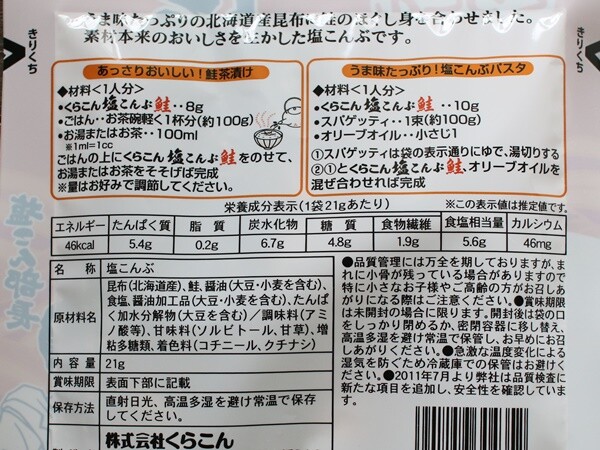 うま味たっぷりの北海道産昆布に鮭のほぐし身を合わせました。
素材本来のおいしさを生かした塩こんぶです。
きりくち
きりくち
あっさりおいしい!鮭茶漬け
◆材料<1人分>
・くらこん塩こんぶ鮭‥8g
・ごはん‥お茶碗軽く1杯分(約100g)
・お湯またはお茶‥100ml
※1ml=1cc
ごはんの上にくらこん塩こんぶ鮭をのせて、
お湯またはお茶をそそげば完成
※量はお好みで調節してください。
うま味たっぷり!塩こんぶパスタ
◆材料<1人分>
・くらこん塩こんぶ鮭‥10g
・スパゲッティ‥1束(約100g)
・オリーブオイル‥小さじ1
①スパゲッティは袋の表示通りにゆで、湯切りする
②①とくらこん塩こんぶ鮭、オリーブオイルを
混ぜ合わせれば完成
栄養成分表示(1袋21gあたり)
※この表示値は推定値です。
エネルギー たんぱく質 脂質 炭水化物 糖質 食物繊維 食塩相当量 カルシウム
46kcal 5.4g 0.2g 6.7g 4.8g 1.9g 5.6g 46mg
名称 塩こんぶ
原材料名 昆布(北海道産)、鮭、醤油(大豆・小麦を含む)、
食塩、醤油加工品(大豆・小麦を含む)、たんぱ
く加水分解物(大豆を含む)/調味料(アミ
ノ酸等)、甘味料(ソルビトール、甘草)、増
粘多糖類、着色料(コチニール、クチナシ)
内容量 21g
賞味期限 表面下部に記載
保存方法 直射日光、高温多湿を避け常温で保存
してください。
株式会社くらこん
●品質管理には万全を期しておりますが、ま
れに小骨が残っている場合がありますので
特に小さなお子様やご高齢の方がお召しあ
がりになる際はご注意ください。●賞味期限
は未開封の場合に限ります。開封後は袋の口
をしっかり閉めるか、密閉容器に移し替え、
高温多湿を避け常温で保管し、お早めにお召
しあがりください。●急激な温度変化による
湿気を防ぐため冷蔵庫での保管はお避けく
ださい。●2011年7月より弊社は品質検査に
新たな項目を追加し、安全性を確認していま
す。
塩こん部長